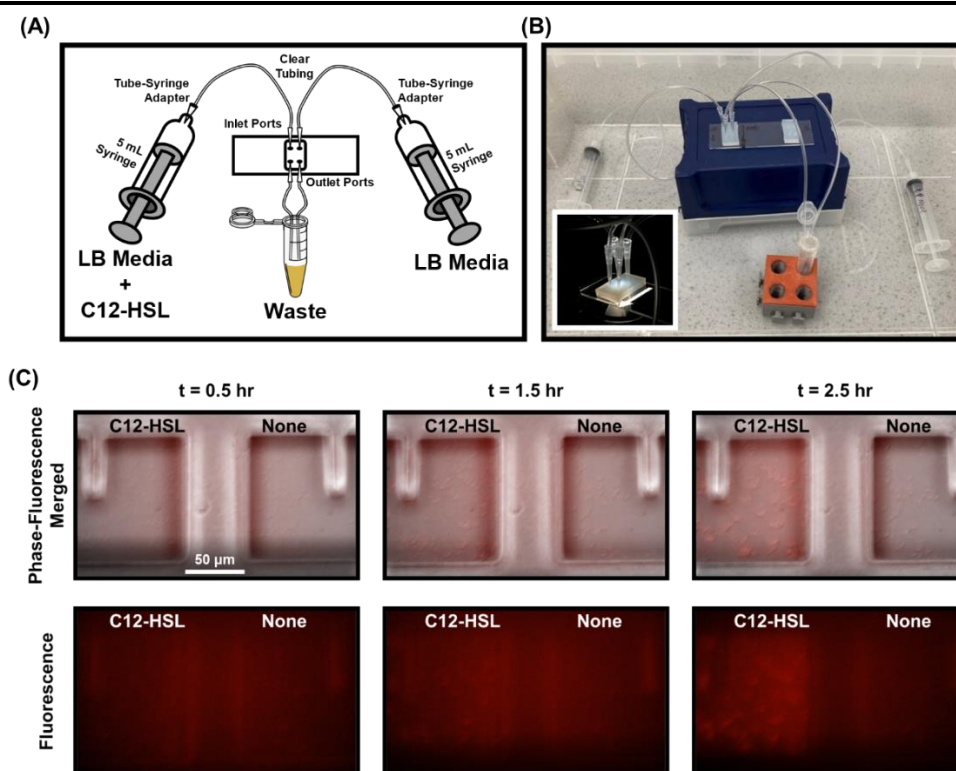 (A)
Clear
Tubing
Tube-Syringe
Adapter
Tube-Syringe
Adapter
Inlet Ports
5 mL
Syringe
5 mL
Syringe
Outlet Ports
LB Media
+
C12-HSL
Waste
LB Media
(B)
(C)
t = 0.5 hr
t = 1.5 hr
t = 2.5 hr
Phase-Fluorescence
Merged
C12-HSL None
C12-HSL None
C12-HSL None
50 μm
Fluorescence
C12-HSL None
C12-HSL None
C12-HSL None